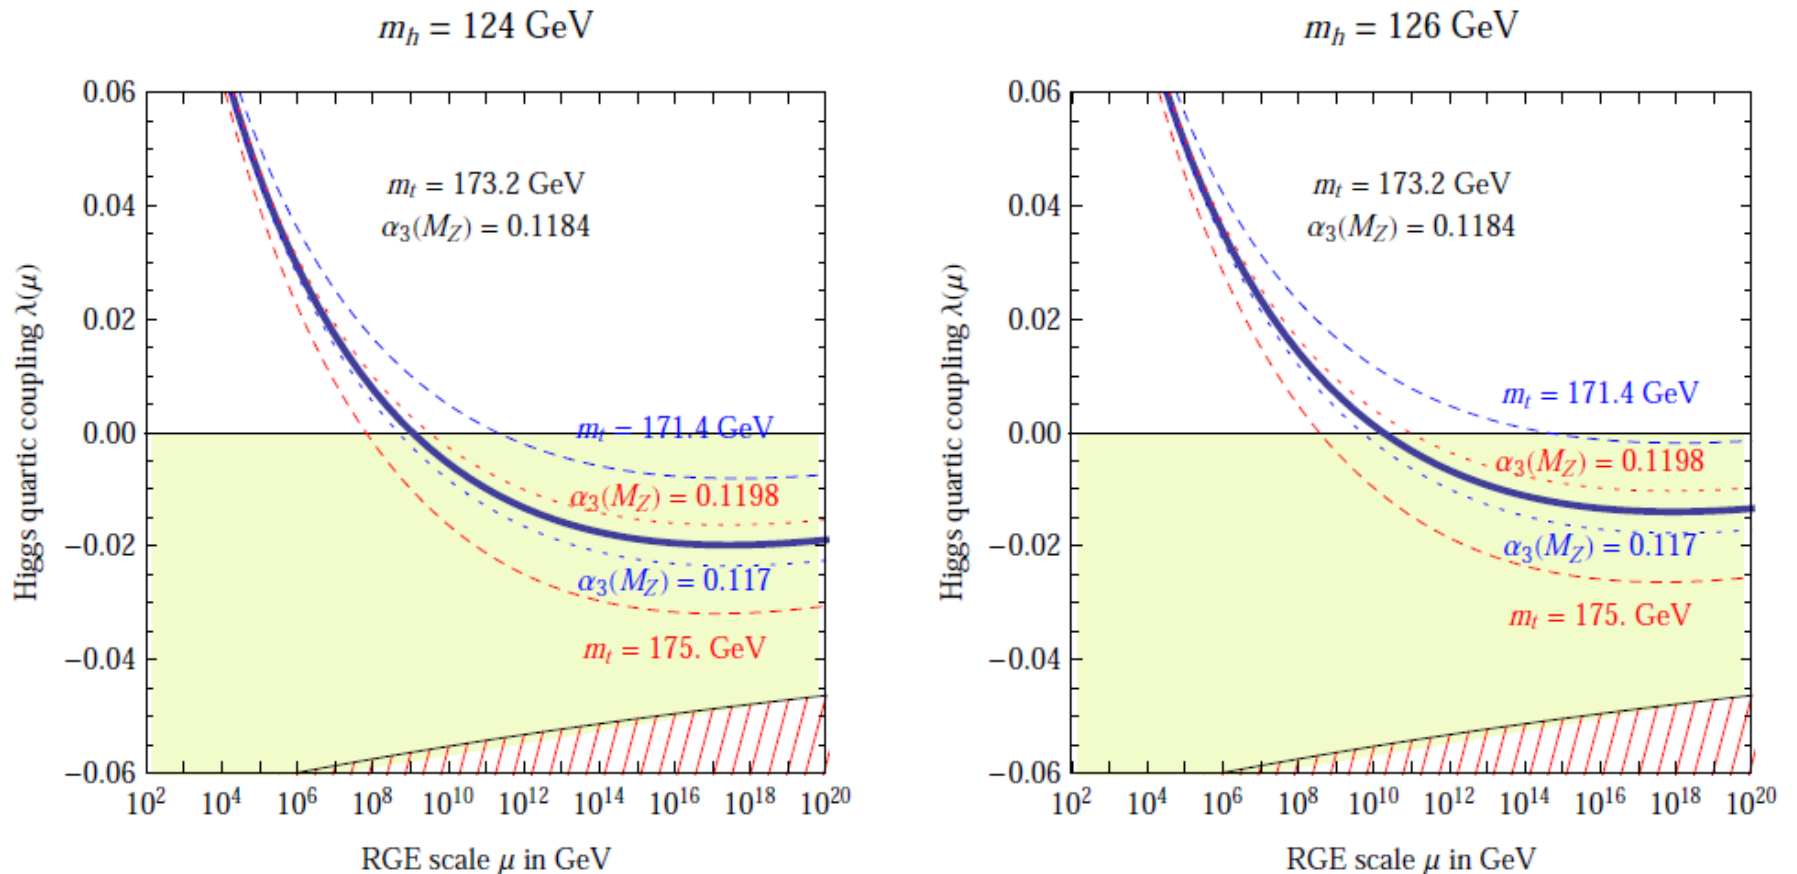 m_h = 124 GeV
0.06
0.04
0.02
0.00
−0.02
−0.04
−0.06
Higgs quartic coupling λ(μ)
m_t = 173.2 GeV
α_3(M_Z) = 0.1184
m_t = 171.4 GeV
α_3(M_Z) = 0.1198
α_3(M_Z) = 0.117
m_t = 175. GeV
10^2 10^4 10^6 10^8 10^10 10^12 10^14 10^16 10^18 10^20
RGE scale μ in GeV
m_h = 126 GeV
0.06
0.04
0.02
0.00
−0.02
−0.04
−0.06
Higgs quartic coupling λ(μ)
m_t = 173.2 GeV
α_3(M_Z) = 0.1184
m_t = 171.4 GeV
α_3(M_Z) = 0.1198
α_3(M_Z) = 0.117
m_t = 175. GeV
10^2 10^4 10^6 10^8 10^10 10^12 10^14 10^16 10^18 10^20
RGE scale μ in GeV